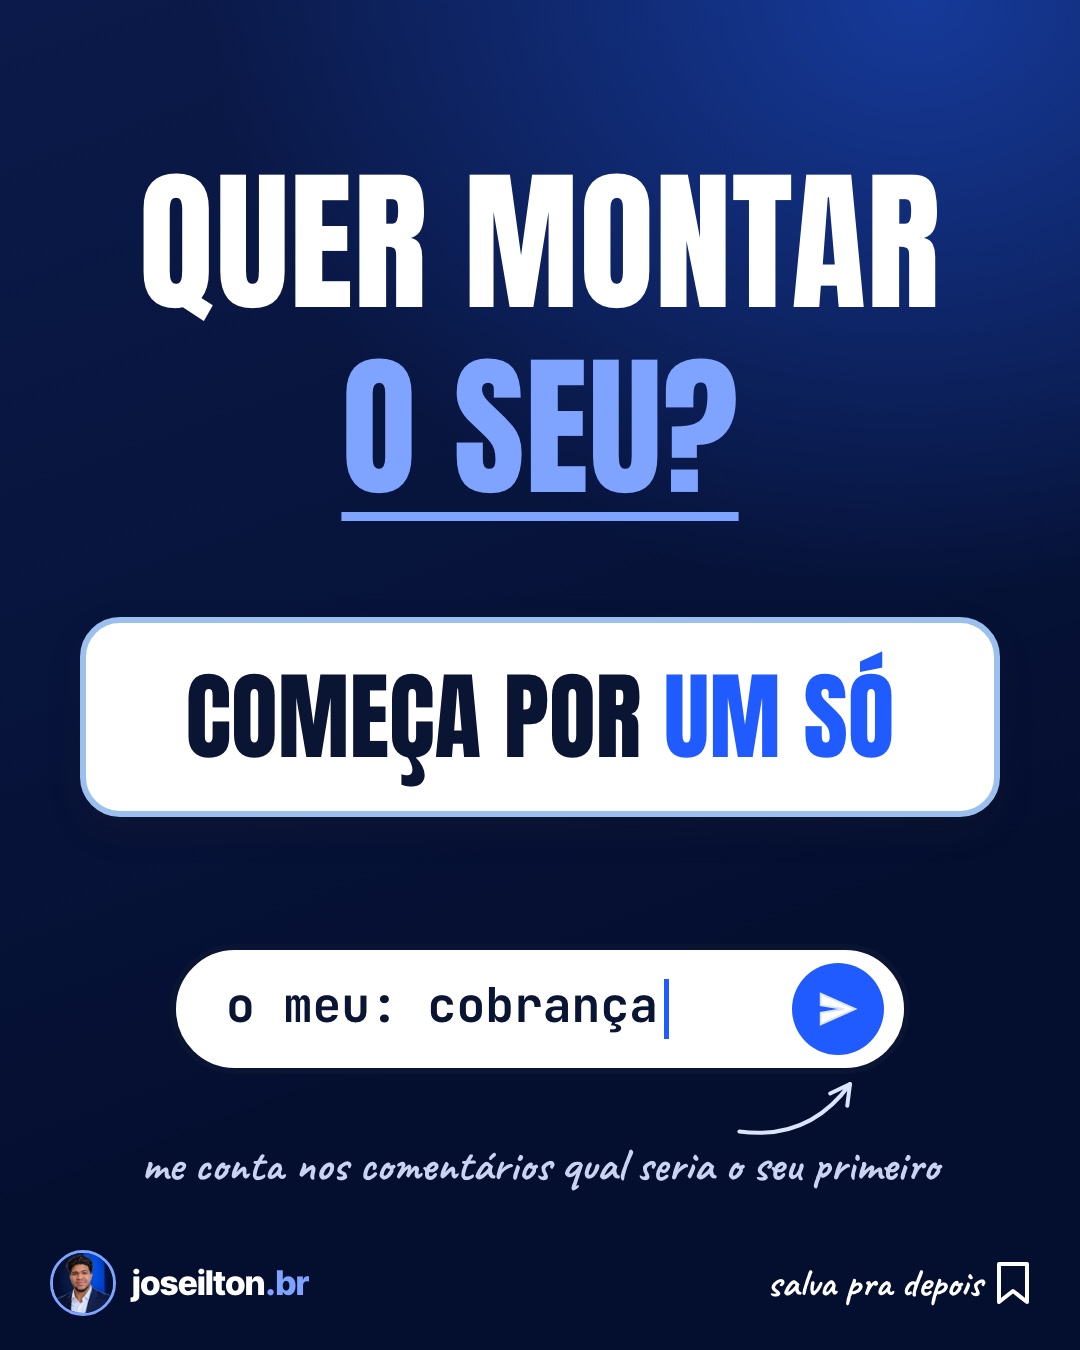 QUER MONTAR
O SEU?
COMEÇA POR UM SÓ
o meu: cobrança
me conta nos comentários qual seria o seu primeiro
joseilton.br
salva pra depois